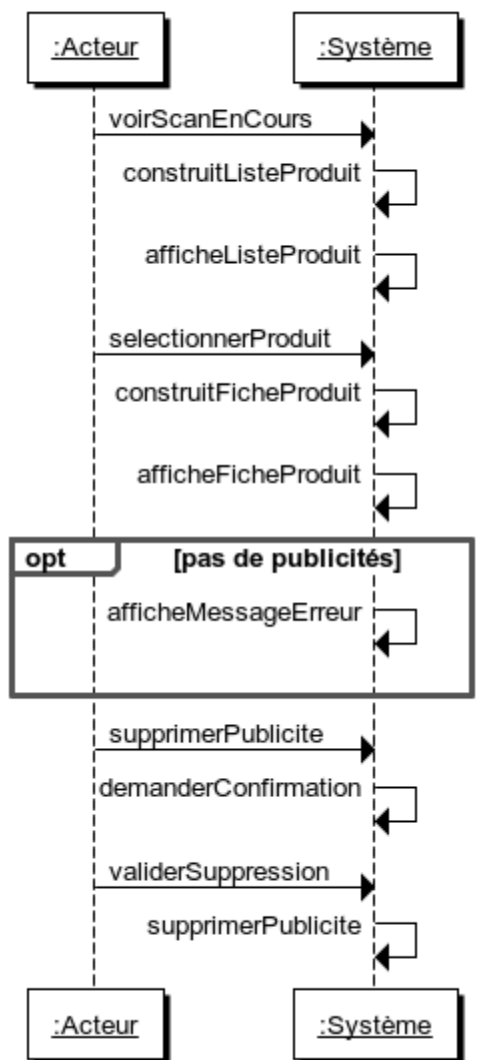 :Acteur
:Système
voirScanEnCours
construitListeProduit
afficheListeProduit
selectionnerProduit
construitFicheProduit
afficheFicheProduit
opt
[pas de publicités]
afficheMessageErreur
supprimerPublicite
demanderConfirmation
validerSuppression
supprimerPublicite
:Acteur
:Système